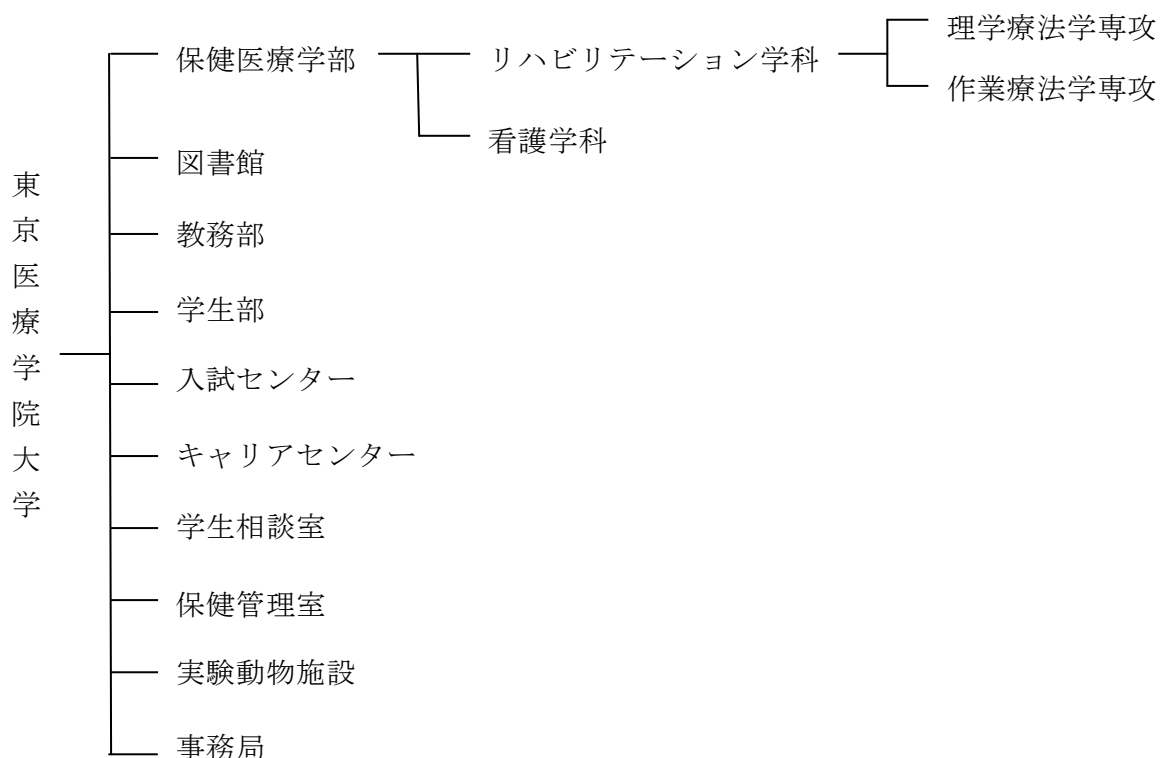 東京医療学院大学
保健医療学部
リハビリテーション学科
理学療法学専攻
作業療法学専攻
看護学科
図書館
教務部
学生部
入試センター
キャリアセンター
学生相談室
保健管理室
実験動物施設
事務局